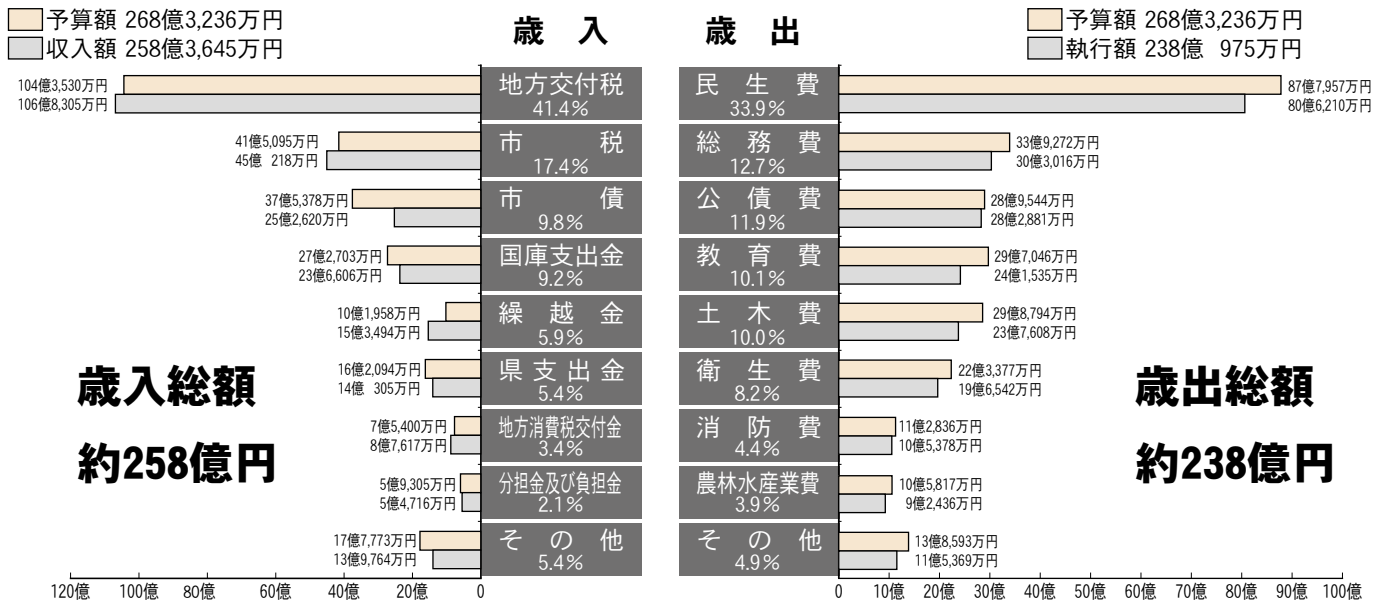 予算額 268億3,236万円
収入額 258億3,645万円
歳 入
歳 出
予算額 268億3,236万円
執行額 238億 975万円
104億3,530万円
106億8,305万円
地方交付税
41.4%
41億5,095万円
45億 218万円
市 税
17.4%
37億5,378万円
25億2,620万円
市 債
9.8%
27億2,703万円
23億6,606万円
国庫支出金
9.2%
10億1,958万円
15億3,494万円
繰越金
5.9%
16億2,094万円
14億 305万円
県支出金
5.4%
7億5,400万円
8億7,617万円
地方消費税交付金
3.4%
5億9,305万円
5億4,716万円
分担金及び負担金
2.1%
17億7,773万円
13億9,764万円
その他
5.4%
歳入総額
約258億円
120億 100億 80億 60億 40億 20億 0
民生費
33.9%
87億7,957万円
80億6,210万円
総務費
12.7%
33億9,272万円
30億3,016万円
公債費
11.9%
28億9,544万円
28億2,881万円
教育費
10.1%
29億7,046万円
24億1,535万円
土木費
10.0%
29億8,794万円
23億7,608万円
衛生費
8.2%
22億3,377万円
19億6,542万円
消防費
4.4%
11億2,836万円
10億5,378万円
農林水産業費
3.9%
10億5,817万円
9億2,436万円
その他
4.9%
13億8,593万円
11億5,369万円
歳出総額
約238億円
0 10億 20億 30億 40億 50億 60億 70億 80億 90億 100億